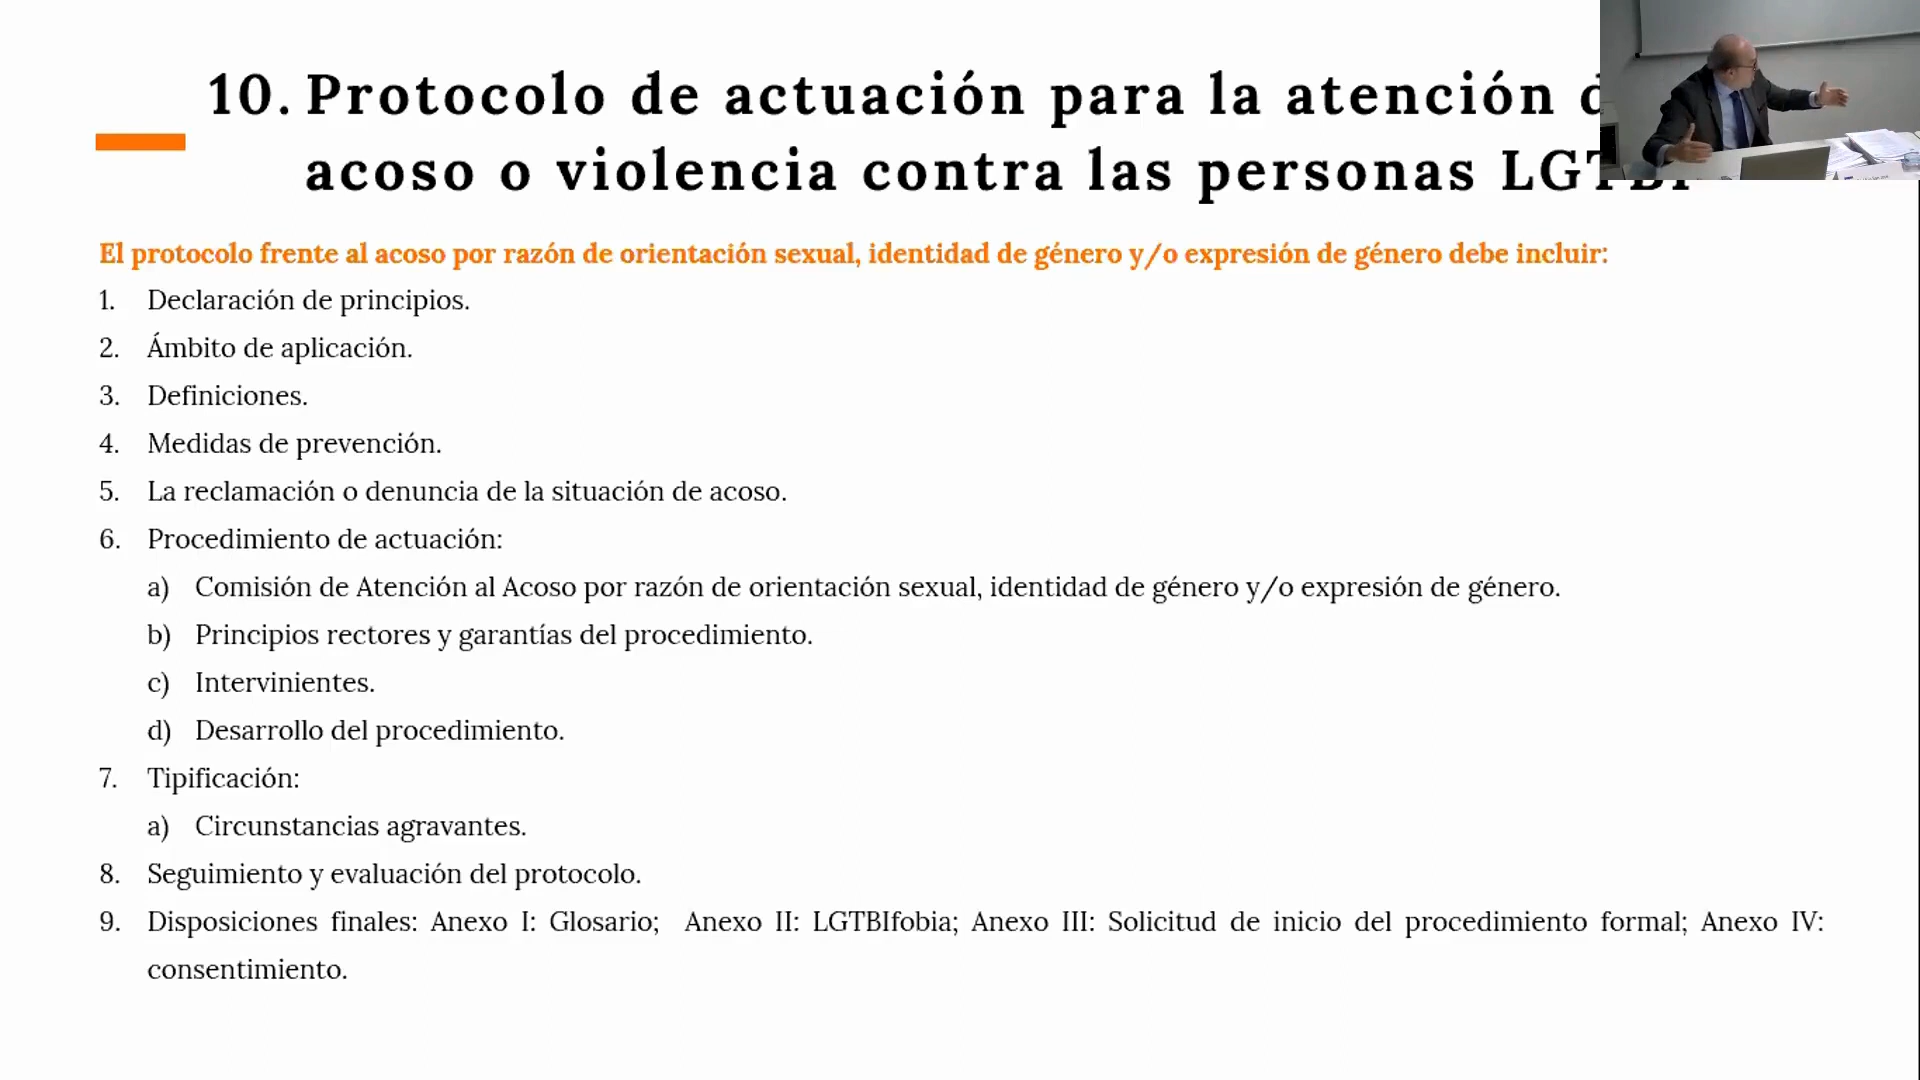 10. Protocolo de actuación para la atención
acoso o violencia contra las personas LGTBI
El protocolo frente al acoso por razón de orientación sexual, identidad de género y/o expresión de género debe incluir:
1. Declaración de principios.
2. Ámbito de aplicación.
3. Definiciones.
4. Medidas de prevención.
5. La reclamación o denuncia de la situación de acoso.
6. Procedimiento de actuación:
a) Comisión de Atención al Acoso por razón de orientación sexual, identidad de género y/o expresión de género.
b) Principios rectores y garantías del procedimiento.
c) Intervinientes.
d) Desarrollo del procedimiento.
7. Tipificación:
a) Circunstancias agravantes.
8. Seguimiento y evaluación del protocolo.
9. Disposiciones finales: Anexo I: Glosario; Anexo II: LGTBIfobia; Anexo III: Solicitud de inicio del procedimiento formal; Anexo IV:
consentimiento.